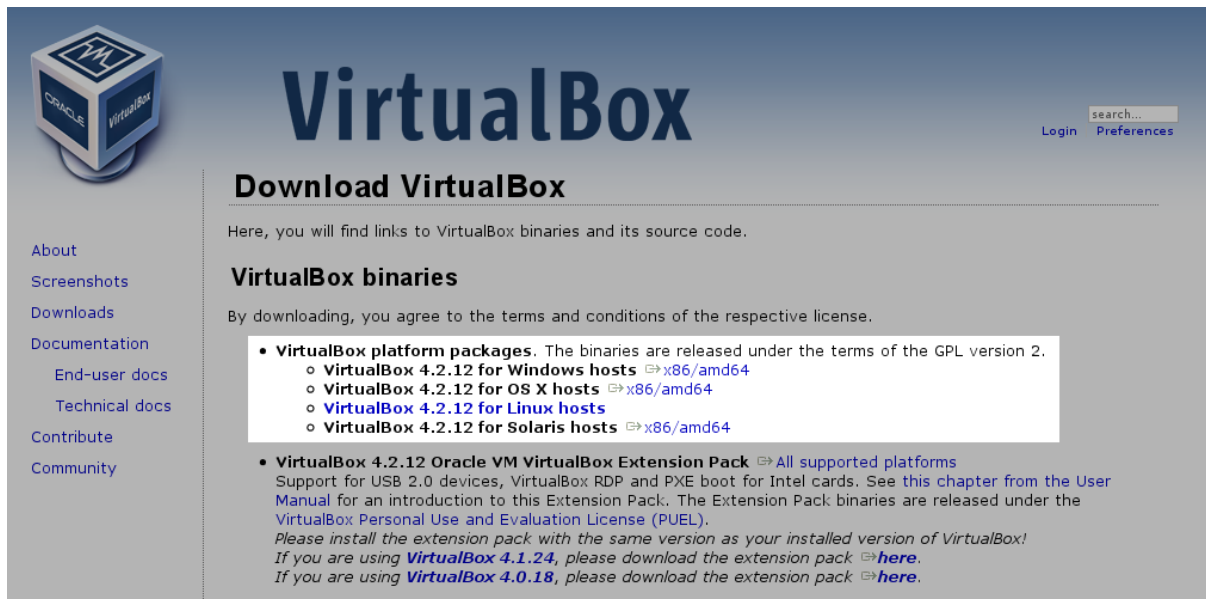 ORACLE
VirtualBox
VirtualBox
search...
Login Preferences
Download VirtualBox
Here, you will find links to VirtualBox binaries and its source code.
About
Screenshots
Downloads
Documentation
End-user docs
Technical docs
Contribute
Community
VirtualBox binaries
By downloading, you agree to the terms and conditions of the respective license.
• VirtualBox platform packages. The binaries are released under the terms of the GPL version 2.
VirtualBox 4.2.12 for Windows hosts x86/amd64
VirtualBox 4.2.12 for OS X hosts x86/amd64
VirtualBox 4.2.12 for Linux hosts
VirtualBox 4.2.12 for Solaris hosts x86/amd64
• VirtualBox 4.2.12 Oracle VM VirtualBox Extension Pack All supported platforms
Support for USB 2.0 devices, VirtualBox RDP and PXE boot for Intel cards. See this chapter from the User
Manual for an introduction to this Extension Pack. The Extension Pack binaries are released under the
VirtualBox Personal Use and Evaluation License (PUEL).
Please install the extension pack with the same version as your installed version of VirtualBox!
If you are using VirtualBox 4.1.24, please download the extension pack here.
If you are using VirtualBox 4.0.18, please download the extension pack here.